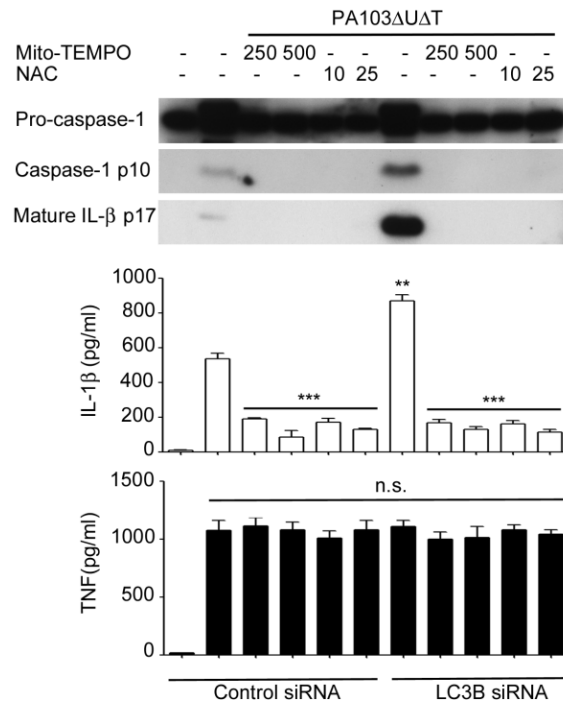 PA103ΔUΔT
Mito-TEMPO - - 250 500 - - - 250 500 - -
NAC - - - - 10 25 - - - 10 25
Pro-caspase-1
Caspase-1 p10
Mature IL-β p17
IL-1β (pg/ml)
1000
800
600
400
200
0
***
**
***
TNF(pg/ml)
1500
1000
500
0
n.s.
Control siRNA LC3B siRNA